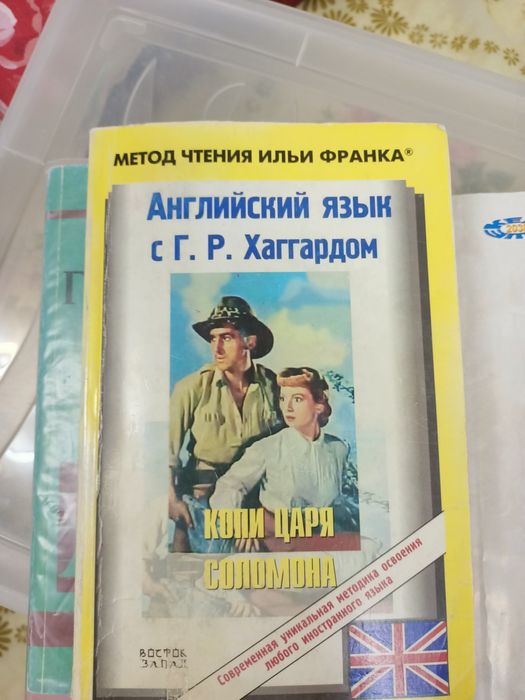 МЕТОД ЧТЕНИЯ ИЛЬИ ФРАНКА®
Английский язык
с Г. Р. Хаггардом
КОПИ ЦАРЯ
СОЛОМОНА
Современная уникальная методика освоения
любого иностранного языка
ВОСТОК
ЗАПАД